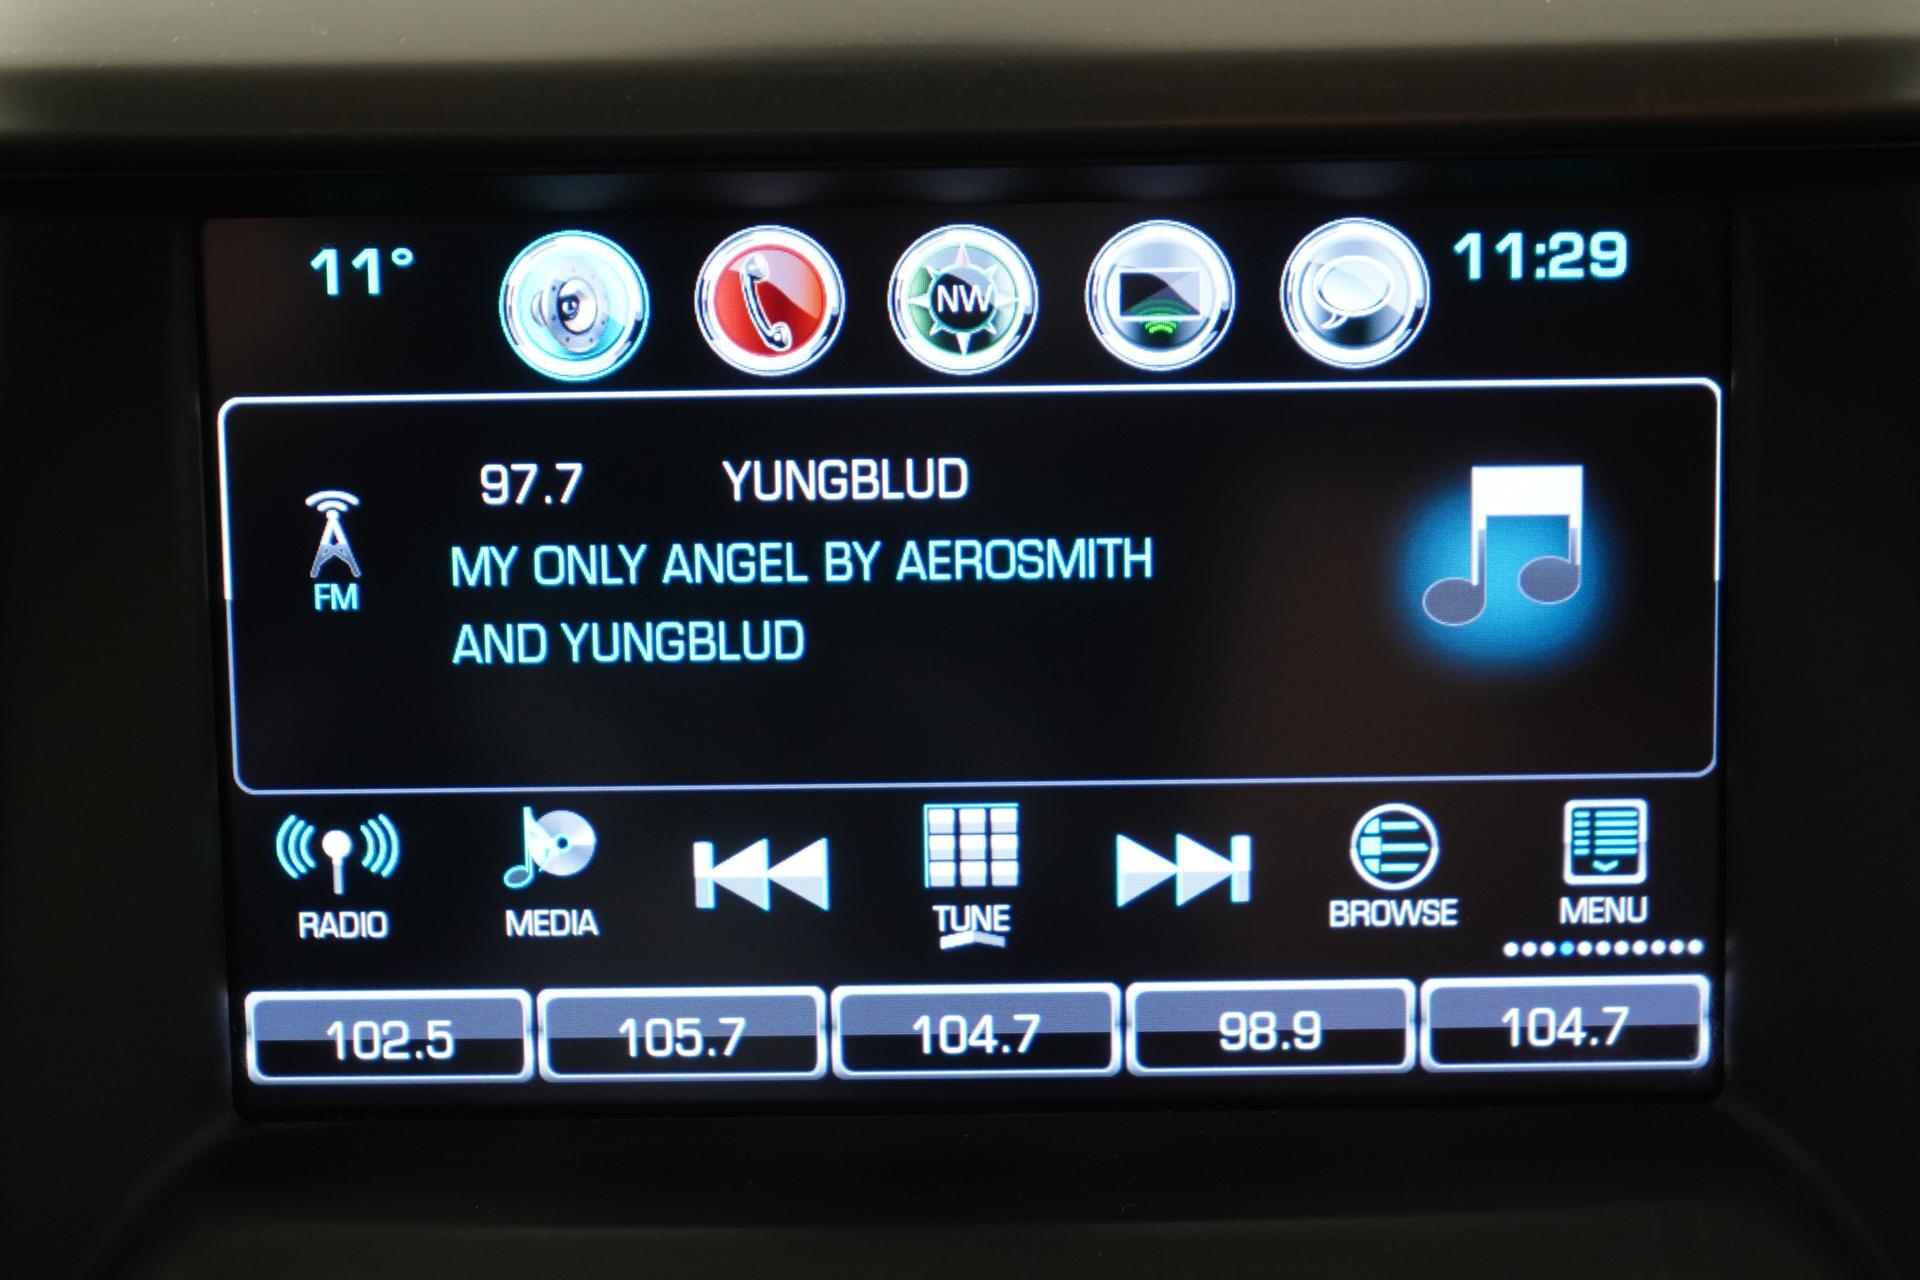 11°
NW
11:29
97.7 YUNGBLUD
FM
MY ONLY ANGEL BY AEROSMITH
AND YUNGBLUD
RADIO MEDIA TUNE BROWSE MENU
102.5 105.7 104.7 98.9 104.7